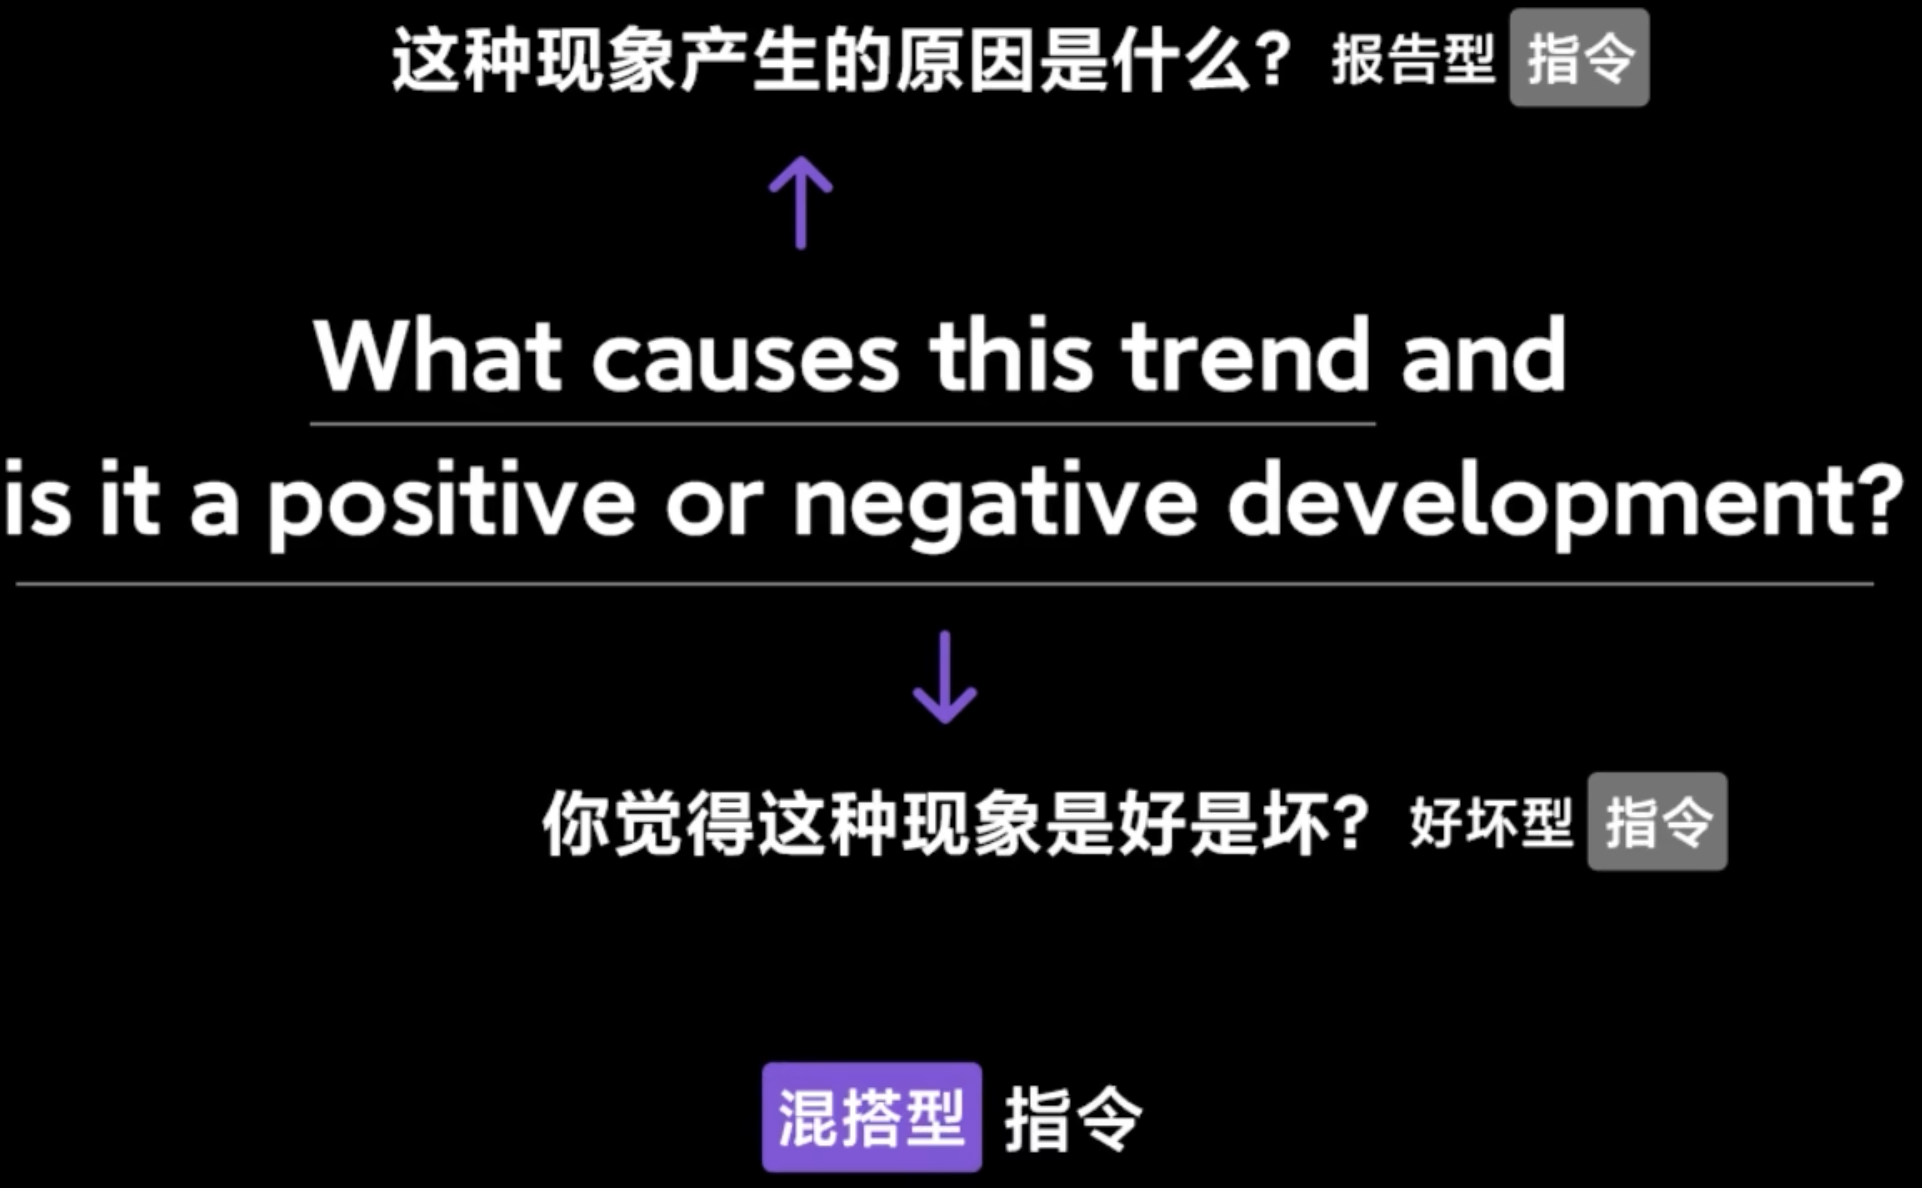 这种现象产生的原因是什么? 报告型 指令
What causes this trend and
is it a positive or negative development?
你觉得这种现象是好是坏? 好坏型 指令
混搭型 指令